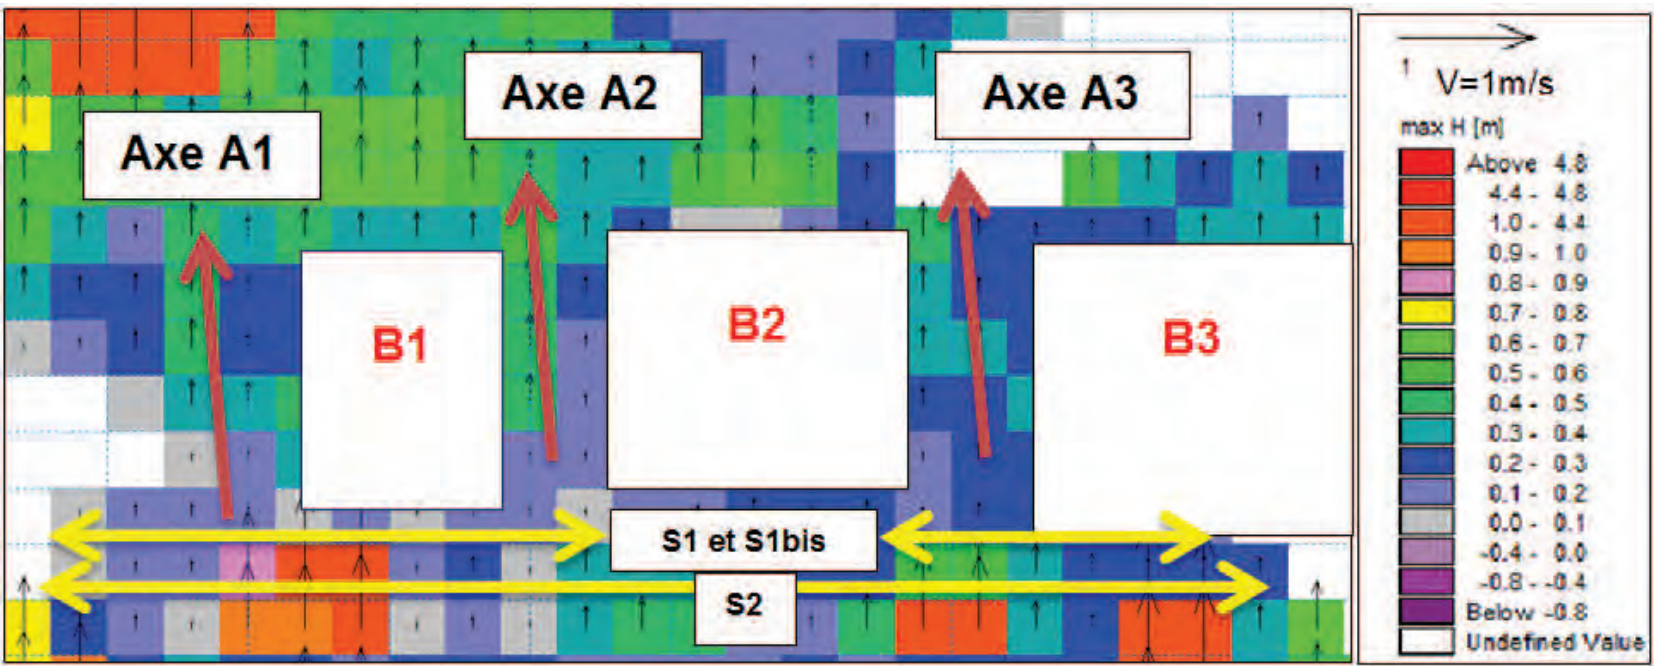 Axe A1
Axe A2
Axe A3
B1
B2
B3
S1 et S1bis
S2
V=1m/s
max H [m]
Above 4.8
4.4 - 4.8
1.0 - 4.4
0.9 - 1.0
0.8 - 0.9
0.7 - 0.8
0.6 - 0.7
0.5 - 0.6
0.4 - 0.5
0.3 - 0.4
0.2 - 0.3
0.1 - 0.2
0.0 - 0.1
-0.4 - 0.0
-0.8 - -0.4
Below -0.8
Undefined Value